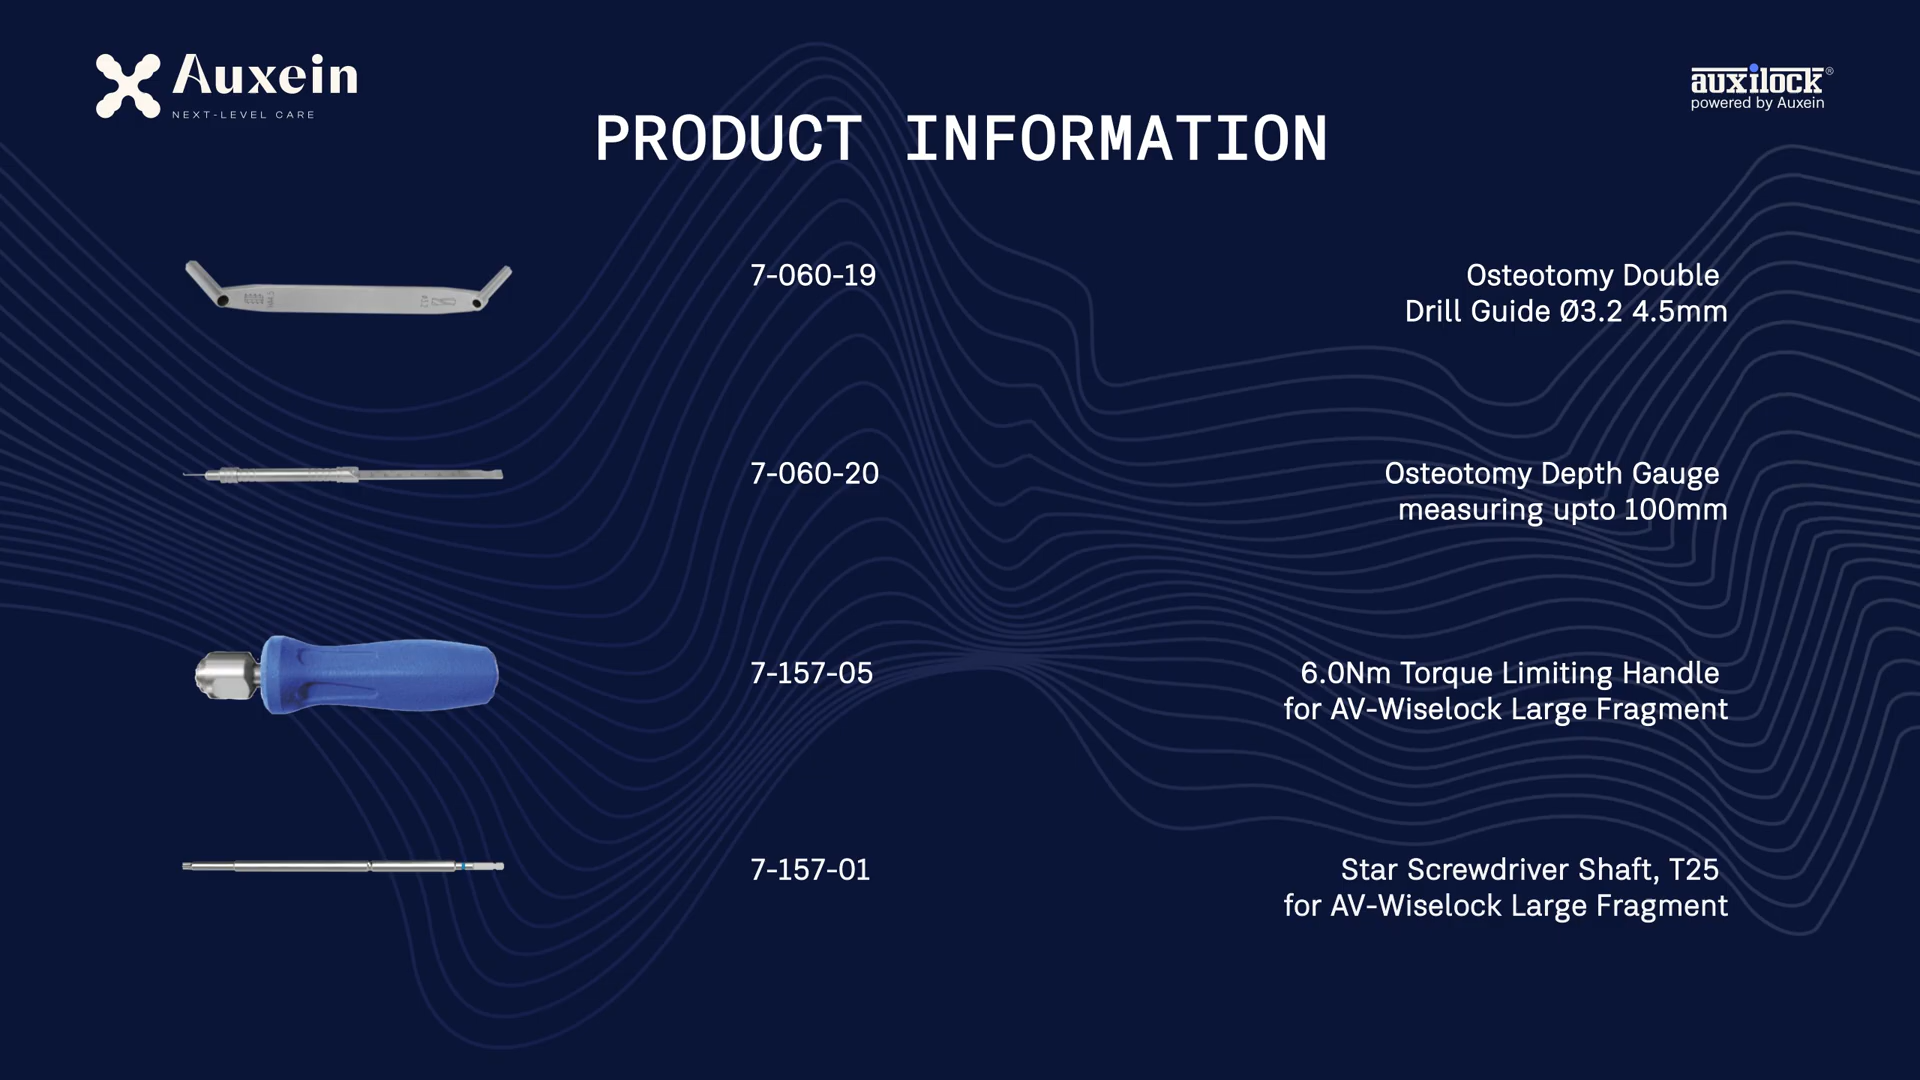 Auxein
NEXT-LEVEL CARE
auxilock®
powered by Auxein
PRODUCT INFORMATION
7-060-19
Osteotomy Double
Drill Guide Ø3.2 4.5mm
7-060-20
Osteotomy Depth Gauge
measuring upto 100mm
7-157-05
6.0Nm Torque Limiting Handle
for AV-Wiselock Large Fragment
7-157-01
Star Screwdriver Shaft, T25
for AV-Wiselock Large Fragment